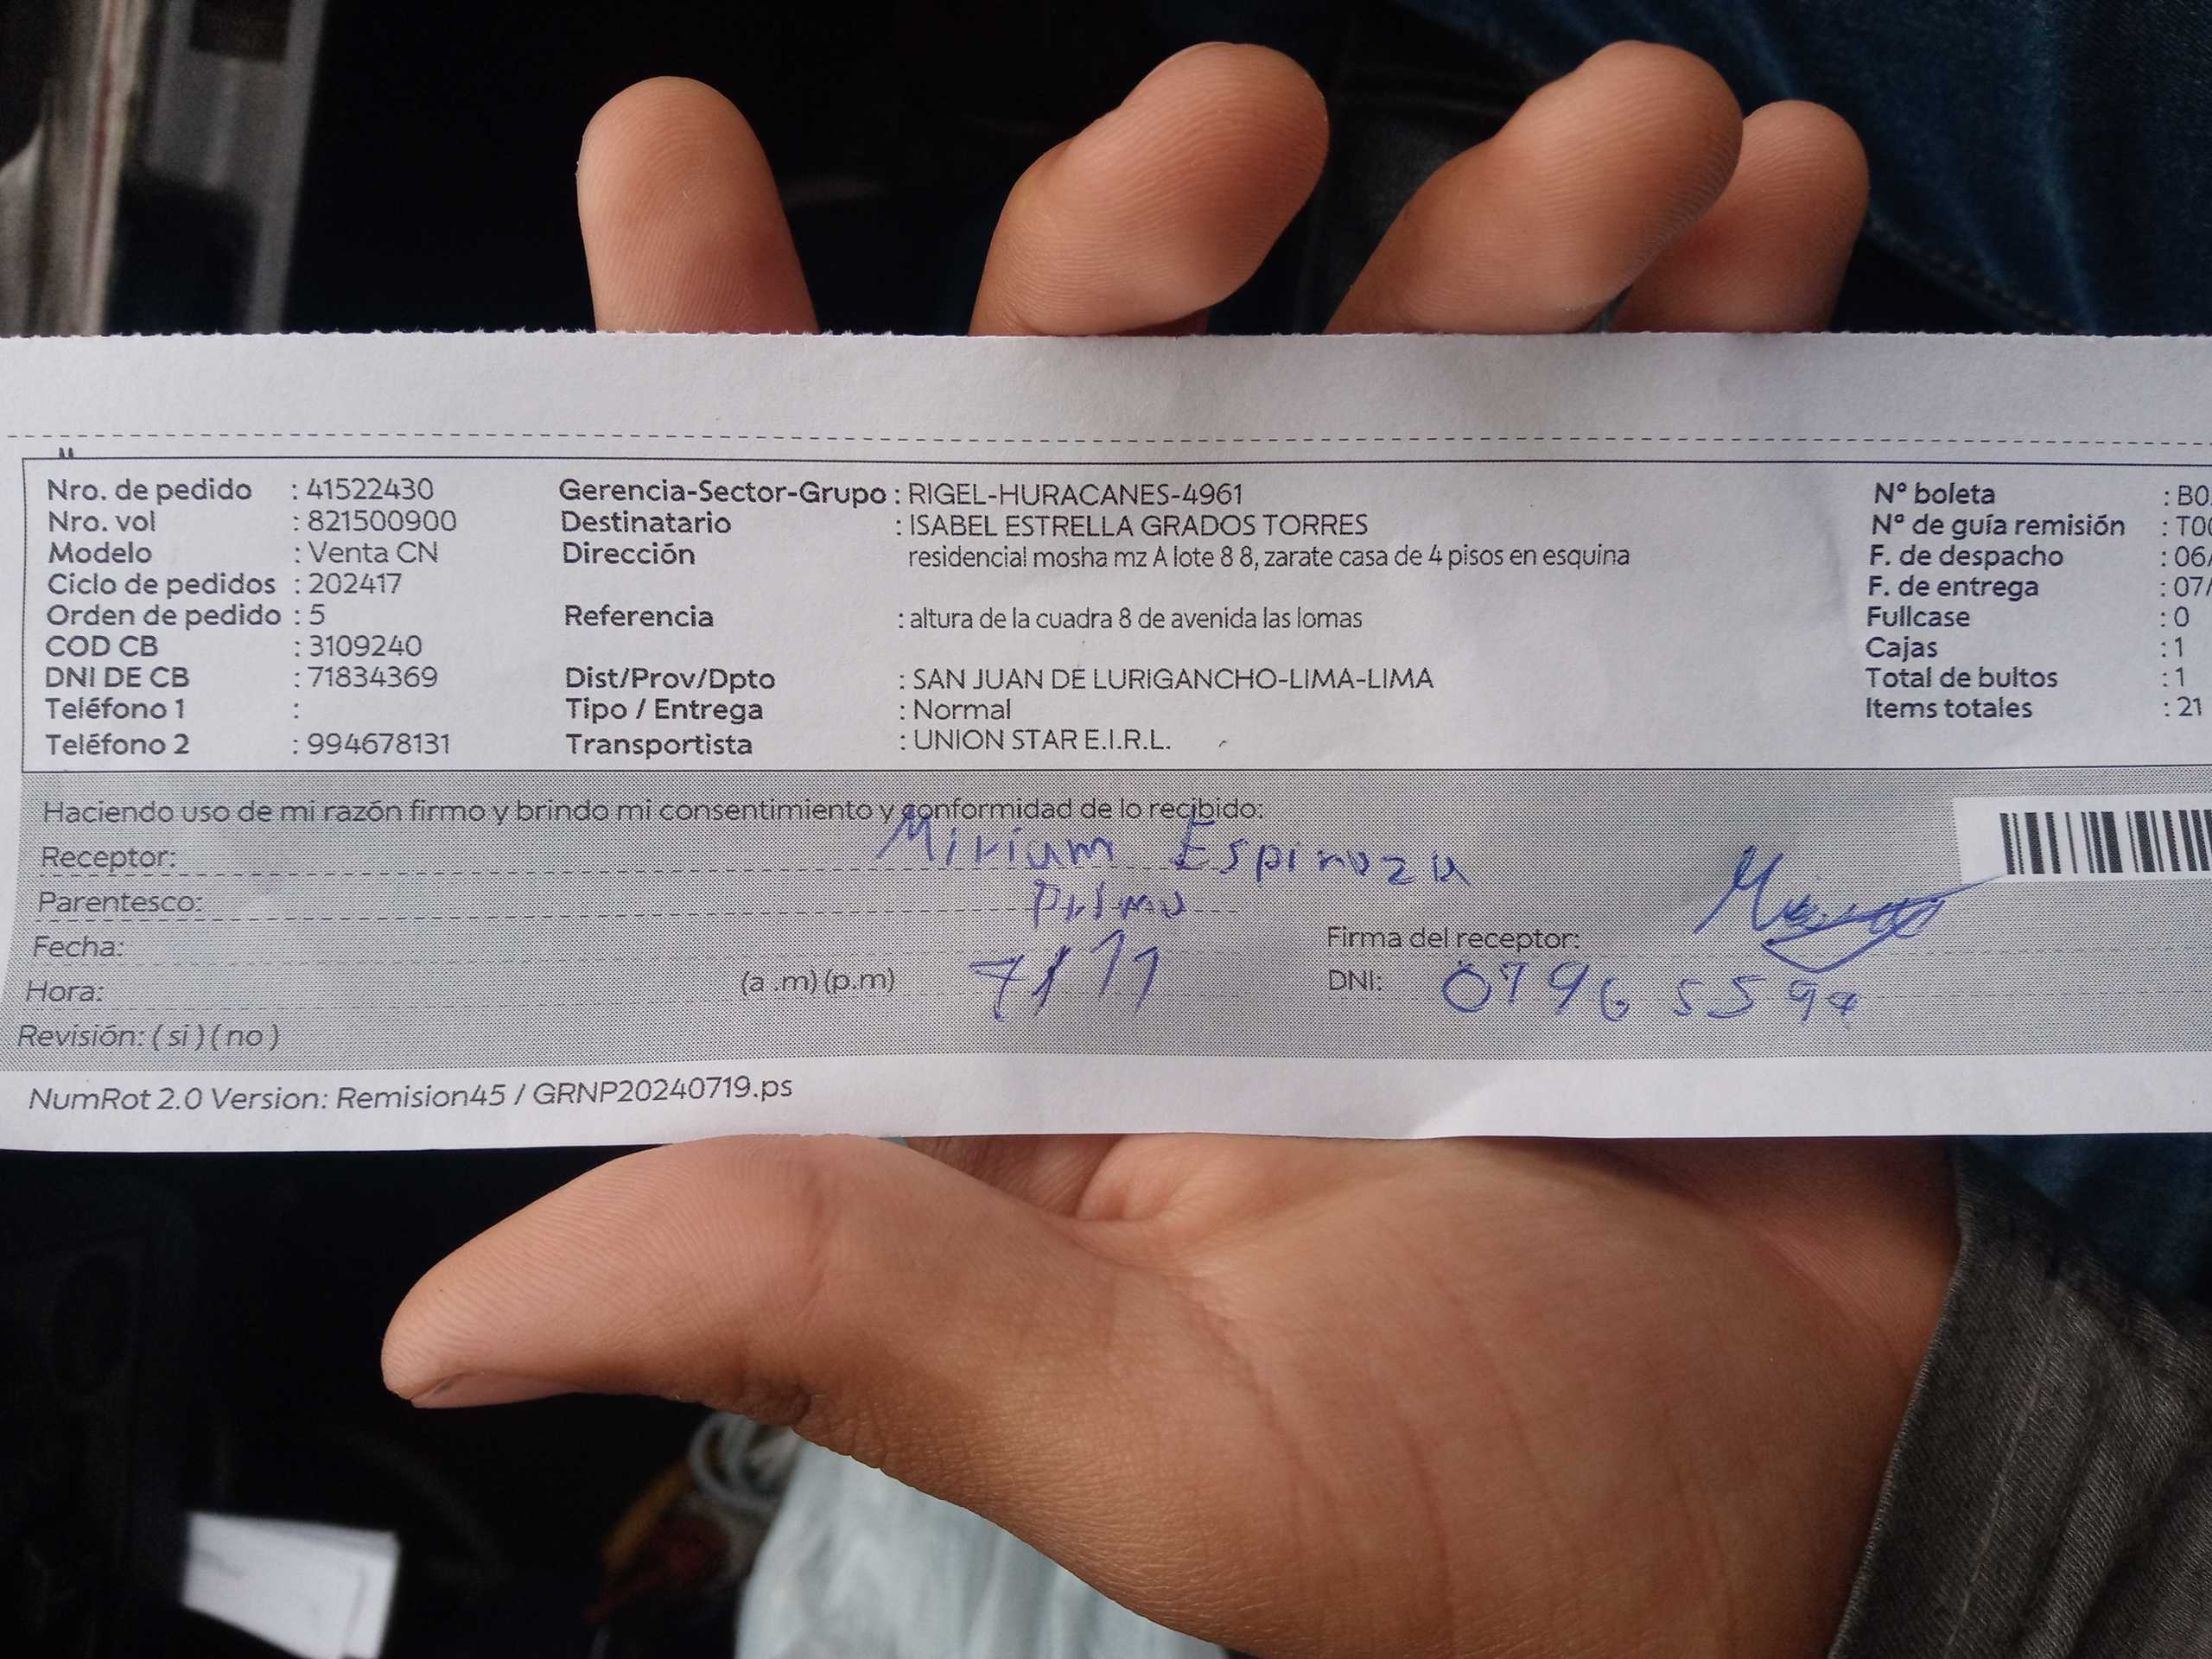 Nro. de pedido : 41522430 Gerencia-Sector-Grupo : RIGEL-HURACANES-4961 N° boleta : B0
Nro. vol : 821500900 Destinatario : ISABEL ESTRELLA GRADOS TORRES N° de guía remisión : T00
Modelo : Venta CN Dirección residencial mosha mz A lote 8 8, zarate casa de 4 pisos en esquina F. de despacho : 06/
Ciclo de pedidos : 202417 F. de entrega : 07/
Orden de pedido : 5 Referencia : altura de la cuadra 8 de avenida las lomas Fullcase : 0
COD CB : 3109240 Cajas : 1
DNI DE CB : 71834369 Dist/Prov/Dpto : SAN JUAN DE LURIGANCHO-LIMA-LIMA Total de bultos : 1
Teléfono 1 : Tipo / Entrega : Normal Items totales : 21
Teléfono 2 : 994678131 Transportista : UNION STAR E.I.R.L.
Haciendo uso de mi razón firmo y brindo mi consentimiento y conformidad de lo recibido:
Receptor: Miriam Espinoza
Parentesco: Prima
Fecha: Firma del receptor:
Hora: (a .m) (p.m) 7/11 DNI:
Revisión: ( si ) ( no )
NumRot 2.0 Version: Remision45 / GRNP20240719.ps